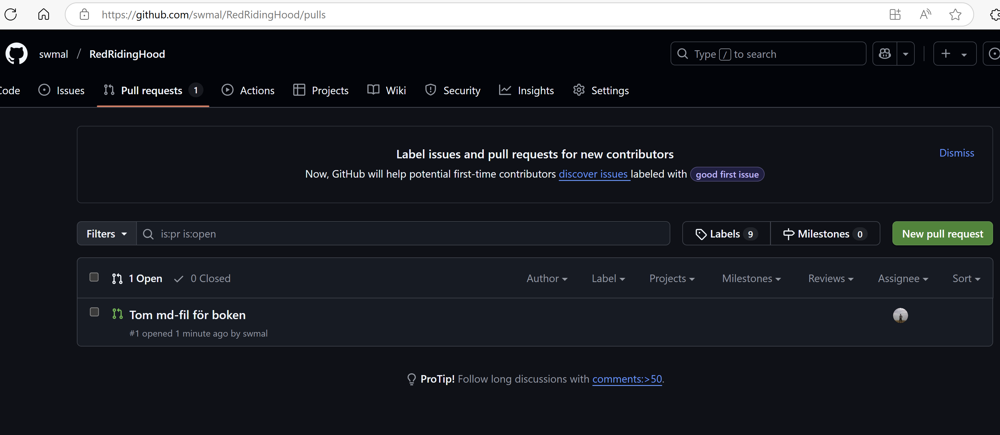 https://github.com/swmal/RedRidingHood/pulls
swmal / RedRidingHood
Type / to search
Code Issues Pull requests 1 Actions Projects Wiki Security Insights Settings
Label issues and pull requests for new contributors
Dismiss
Now, GitHub will help potential first-time contributors discover issues labeled with good first issue
Filters is:pr is:open Labels 9 Milestones 0 New pull request
1 Open 0 Closed Author Label Projects Milestones Reviews Assignee Sort
Tom md-fil för boken
#1 opened 1 minute ago by swmal
ProTip! Follow long discussions with comments:>50.